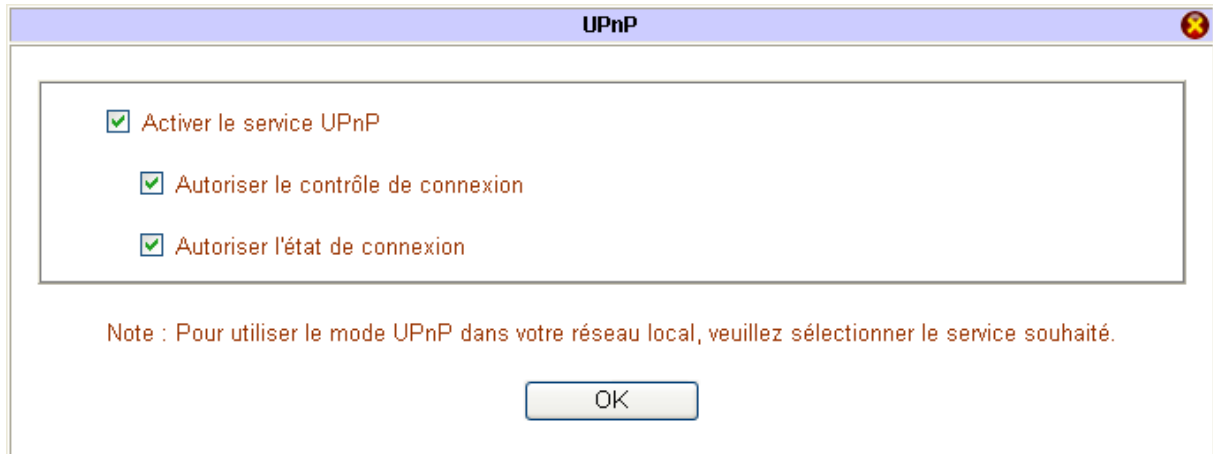 UPnP
Activer le service UPnP
Autoriser le contrôle de connexion
Autoriser l'état de connexion
Note : Pour utiliser le mode UPnP dans votre réseau local, veuillez sélectionner le service souhaité.
OK